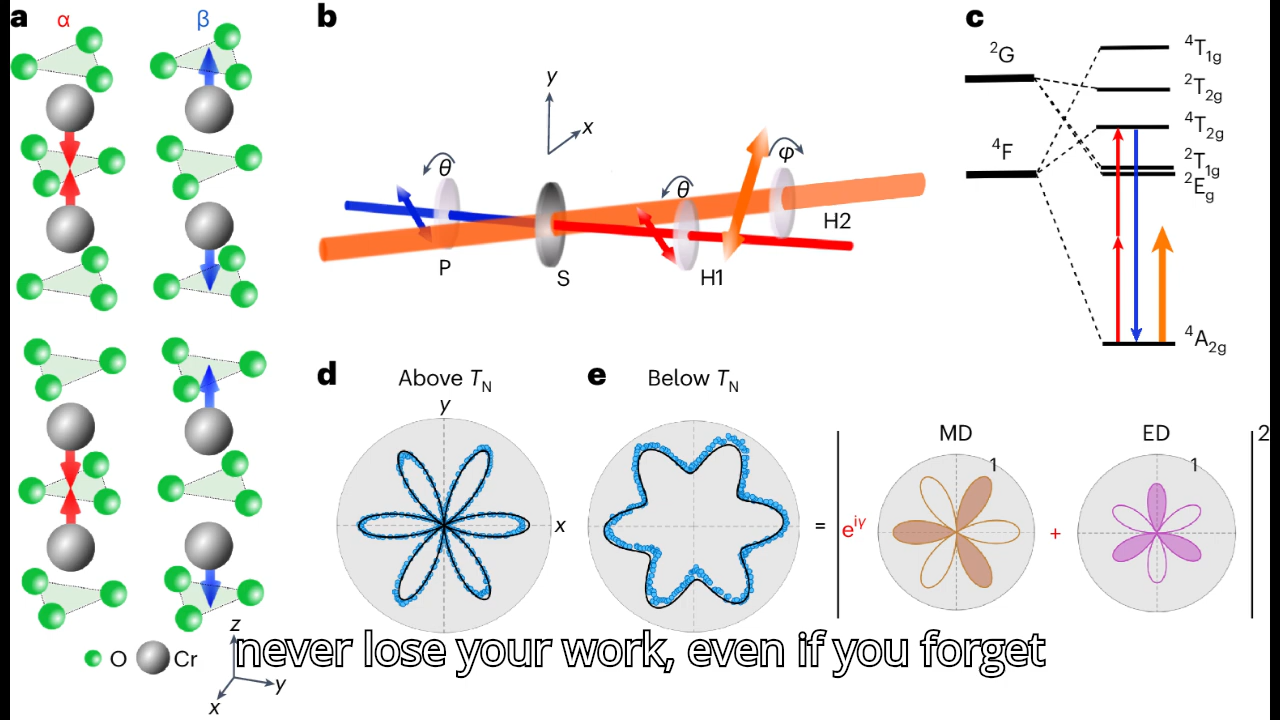 a
α
β
O
Cr
z
y
x
b
y
x
θ
θ
φ
P
S
H1
H2
c
²G
⁴F
⁴T₁g
²T₂g
⁴T₂g
²T₁g
²Eg
⁴A₂g
d
Above TN
y
x
e
Below TN
=
eiγ
MD
1
+
ED
1
2
never lose your work, even if you forget